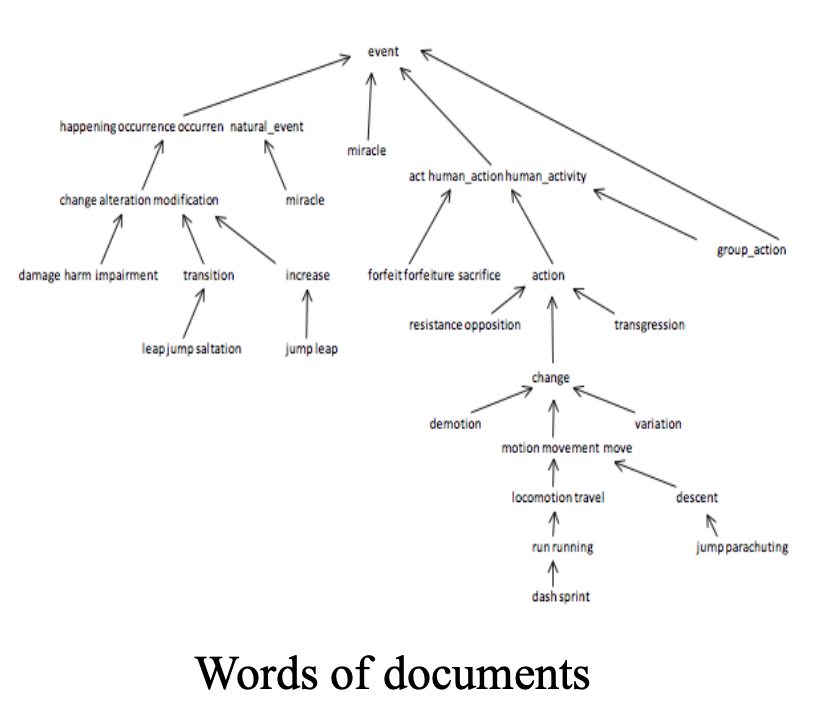 event
happening occurrence occurren natural_event
miracle
act human_action human_activity
change alteration modification
miracle
group_action
damage harm impairment
transition
increase
forfeit forfeiture sacrifice
action
resistance opposition
transgression
leap jump saltation
jump leap
change
demotion
variation
motion movement move
locomotion travel
descent
run running
jump parachuting
dash sprint
Words of documents